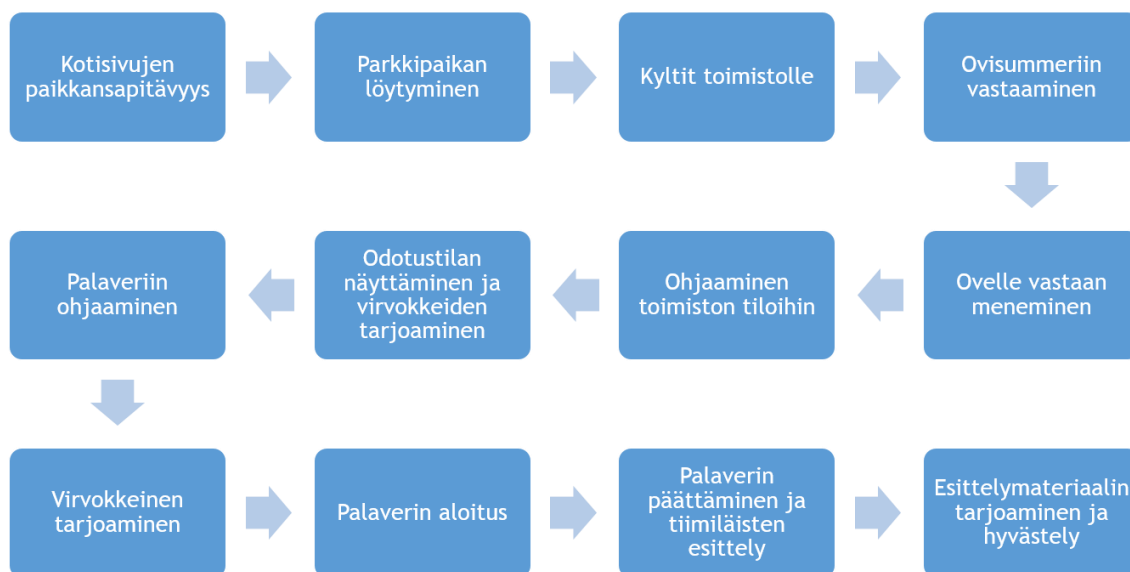 Kotisivujen
paikkansapitävyys
Parkkipaikan
löytyminen
Kyltit toimistolle
Ovisummeriin
vastaaminen
Ovelle vastaan
meneminen
Ohjaaminen
toimiston tiloihin
Odotustilan
näyttäminen ja
virvokkeiden
tarjoaminen
Palaveriin
ohjaaminen
Virvokkeinen
tarjoaminen
Palaverin aloitus
Palaverin
päättäminen ja
tiimiläisten
esittely
Esittelymateriaalin
tarjoaminen ja
hyvästely